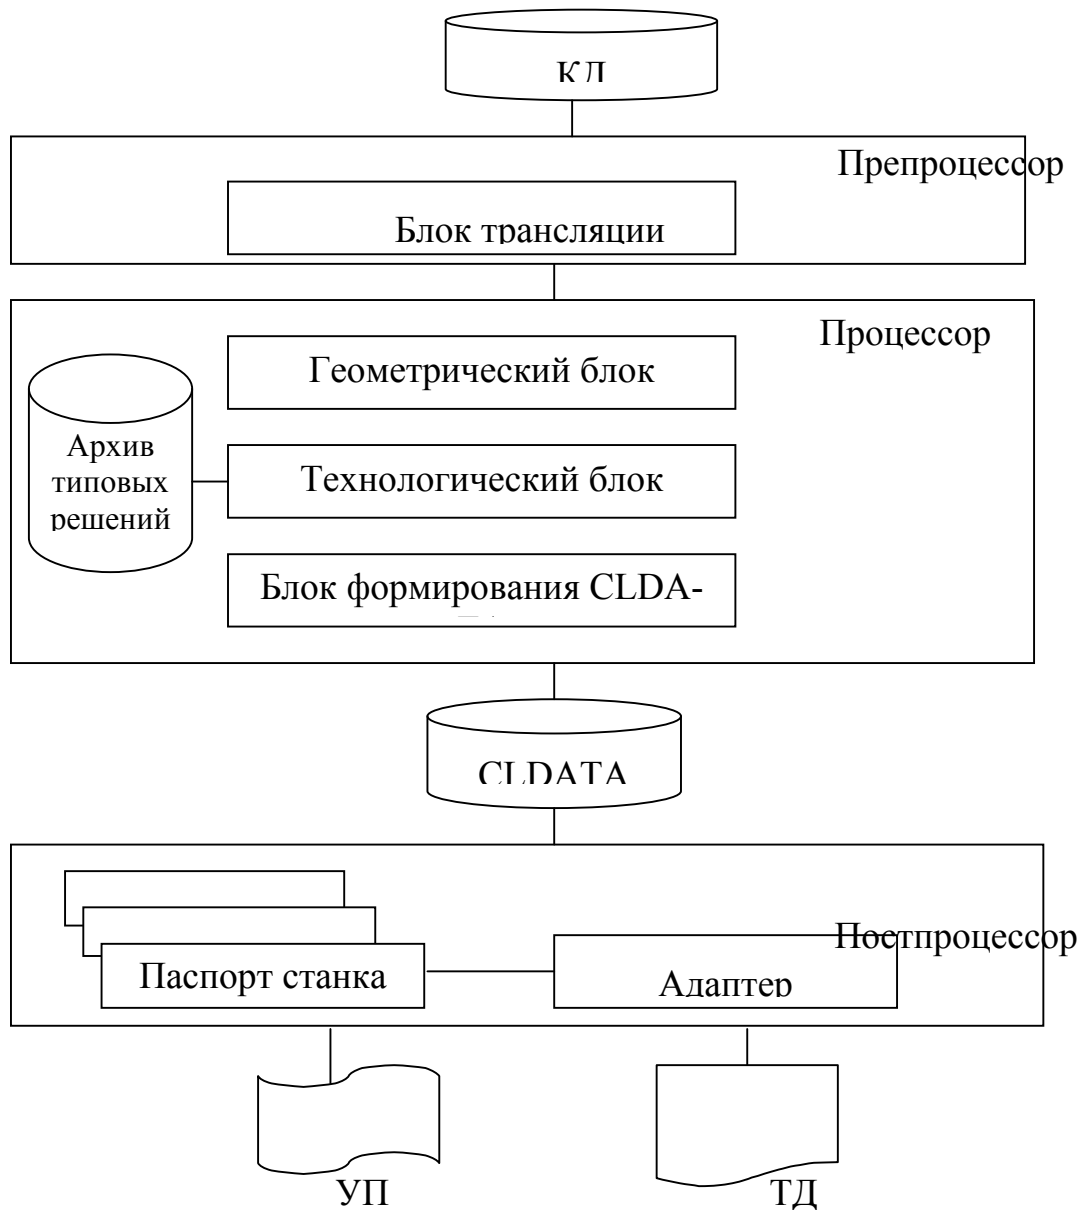 КД
Препроцессор
Блок трансляции
Процессор
Геометрический блок
Архив
типовых
решений
Технологический блок
Блок формирования CLDA-
CLDATA
Постпроцессор
Паспорт станка
Адаптер
УП
ТД